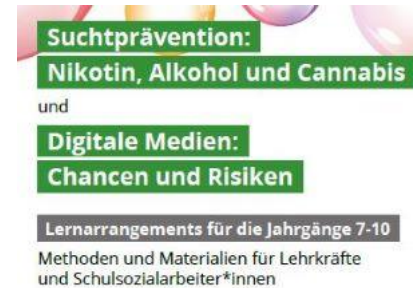 Suchtprävention:
Nikotin, Alkohol und Cannabis
und
Digitale Medien:
Chancen und Risiken
Lernarrangements für die Jahrgänge 7-10
Methoden und Materialien für Lehrkräfte
und Schulsozialarbeiter*innen